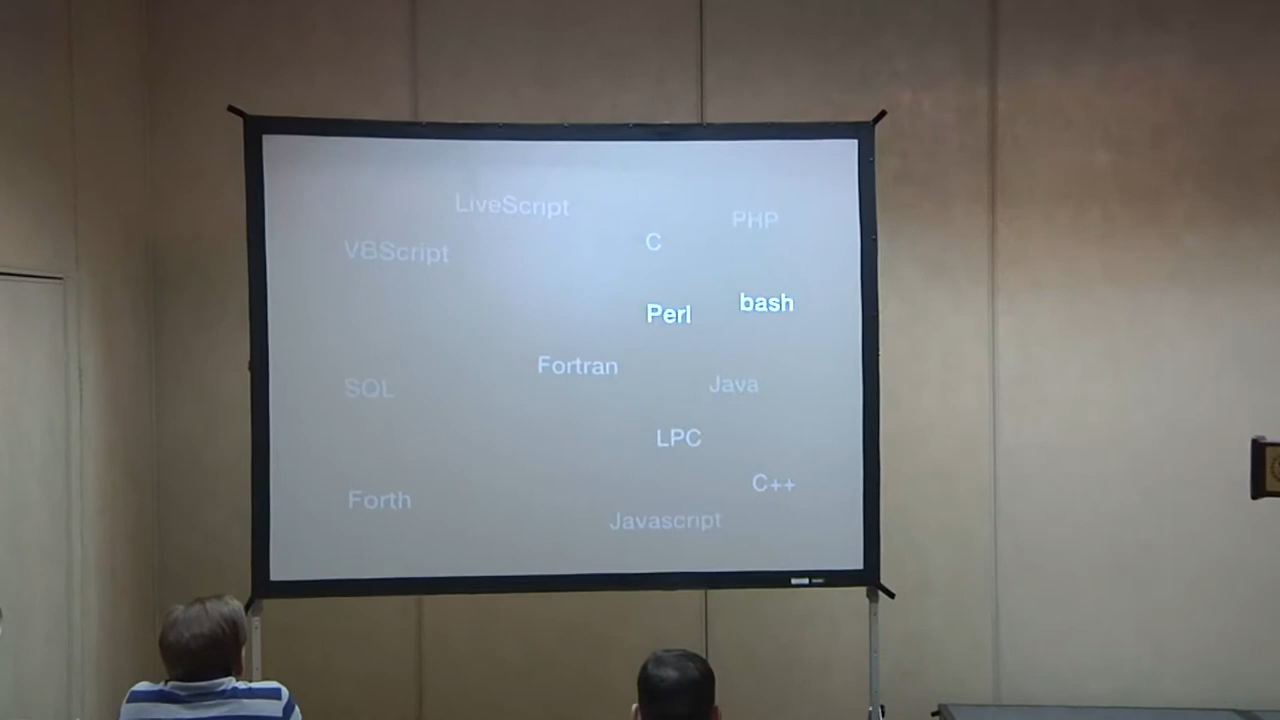 LiveScript
PHP
C
VBScript
bash
Perl
Fortran
Java
SQL
LPC
C++
Forth
Javascript